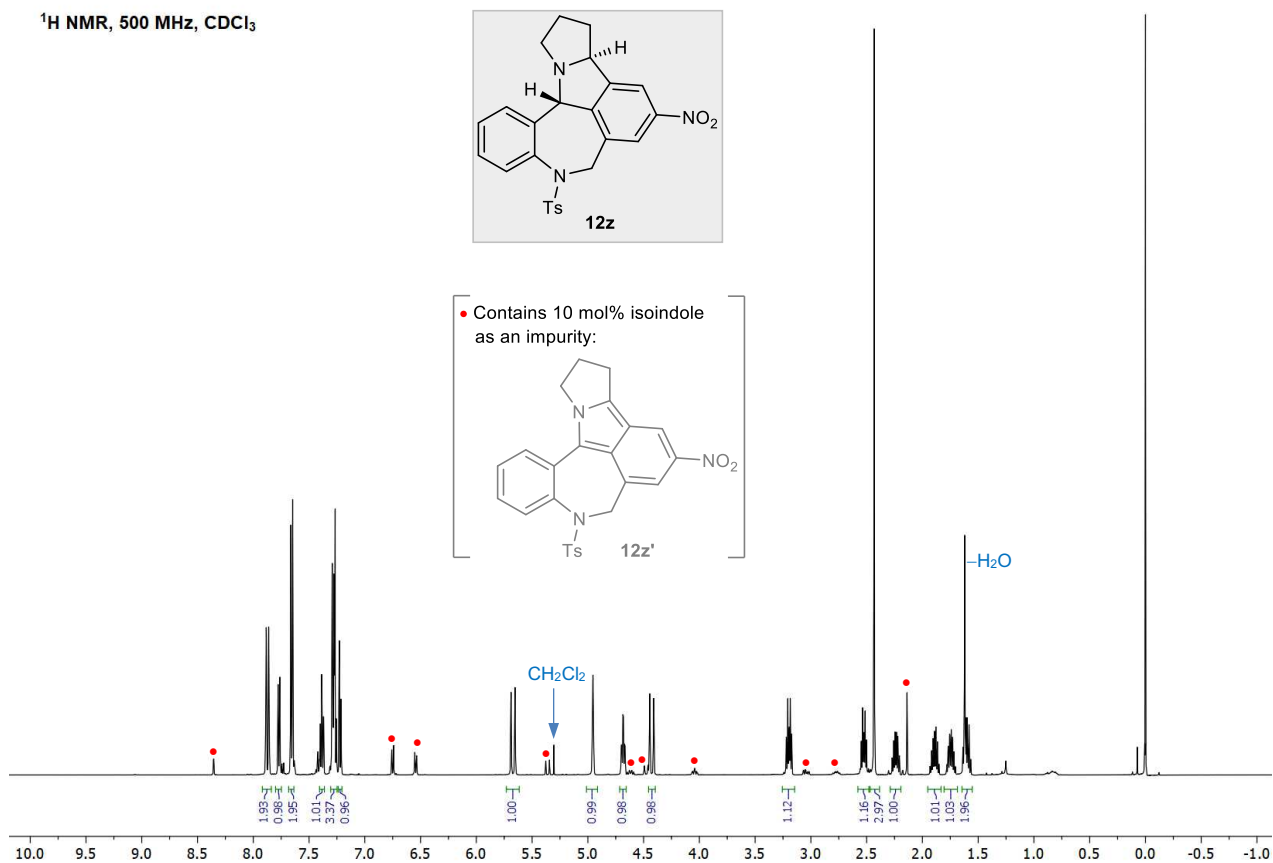 ¹H NMR, 500 MHz, CDCl₃
H
N
H
NO₂
N
Ts
12z
• Contains 10 mol% isoindole
as an impurity:
N
NO₂
N
Ts
12z'
–H₂O
CH₂Cl₂
1.93
0.98
1.95
1.01
3.37
0.96
1.00
0.99
0.98
0.98
1.12
1.16
2.97
1.00
1.01
1.03
1.96
10.0 9.5 9.0 8.5 8.0 7.5 7.0 6.5 6.0 5.5 5.0 4.5 4.0 3.5 3.0 2.5 2.0 1.5 1.0 0.5 0.0 -0.5 -1.0